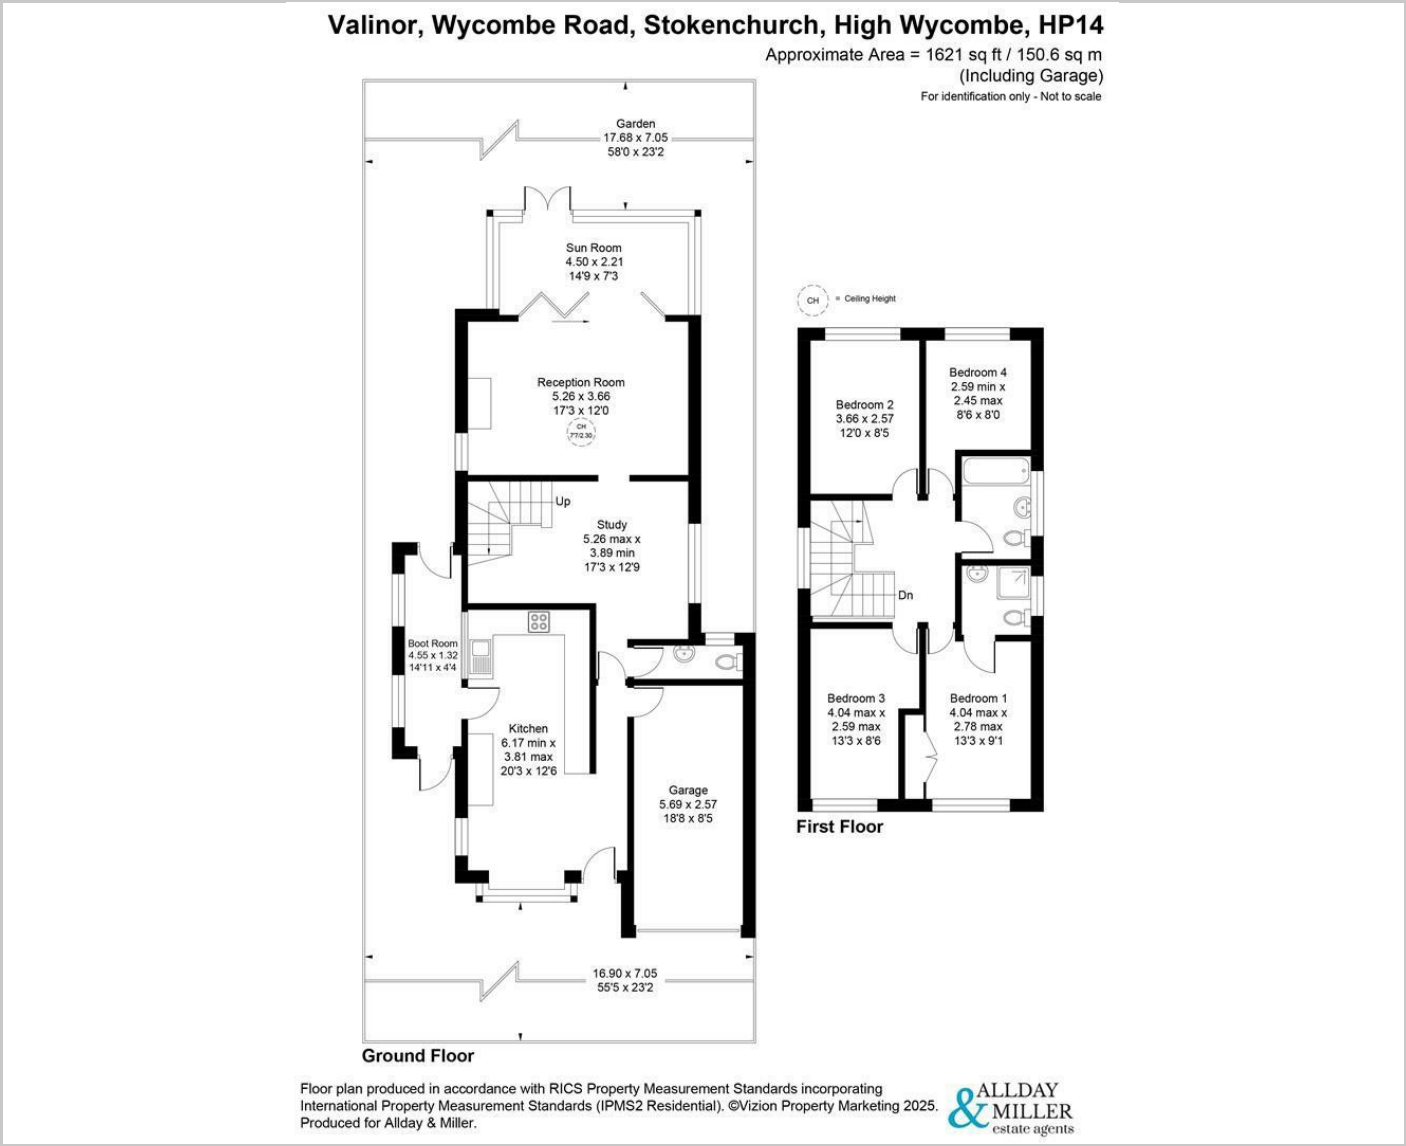 Valinor, Wycombe Road, Stokenchurch, High Wycombe, HP14
Approximate Area = 1621 sq ft / 150.6 sq m
(Including Garage)
For identification only - Not to scale
Garden
17.68 x 7.05
58'0 x 23'2
Sun Room
4.50 x 2.21
14'9 x 7'3
Reception Room
5.26 x 3.66
17'3 x 12'0
CH
7'7/2.30
Up
Study
5.26 max x
3.89 min
17'3 x 12'9
Boot Room
4.55 x 1.32
14'11 x 4'4
Kitchen
6.17 min x
3.81 max
20'3 x 12'6
Garage
5.69 x 2.57
18'8 x 8'5
16.90 x 7.05
55'5 x 23'2
Ground Floor
CH = Ceiling Height
Bedroom 2
3.66 x 2.57
12'0 x 8'5
Bedroom 4
2.59 min x
2.45 max
8'6 x 8'0
Dn
Bedroom 3
4.04 max x
2.59 max
13'3 x 8'6
Bedroom 1
4.04 max x
2.78 max
13'3 x 9'1
First Floor
Floor plan produced in accordance with RICS Property Measurement Standards incorporating
International Property Measurement Standards (IPMS2 Residential). ©Vizion Property Marketing 2025.
Produced for Allday & Miller.
ALLDAY
& MILLER
estate agents